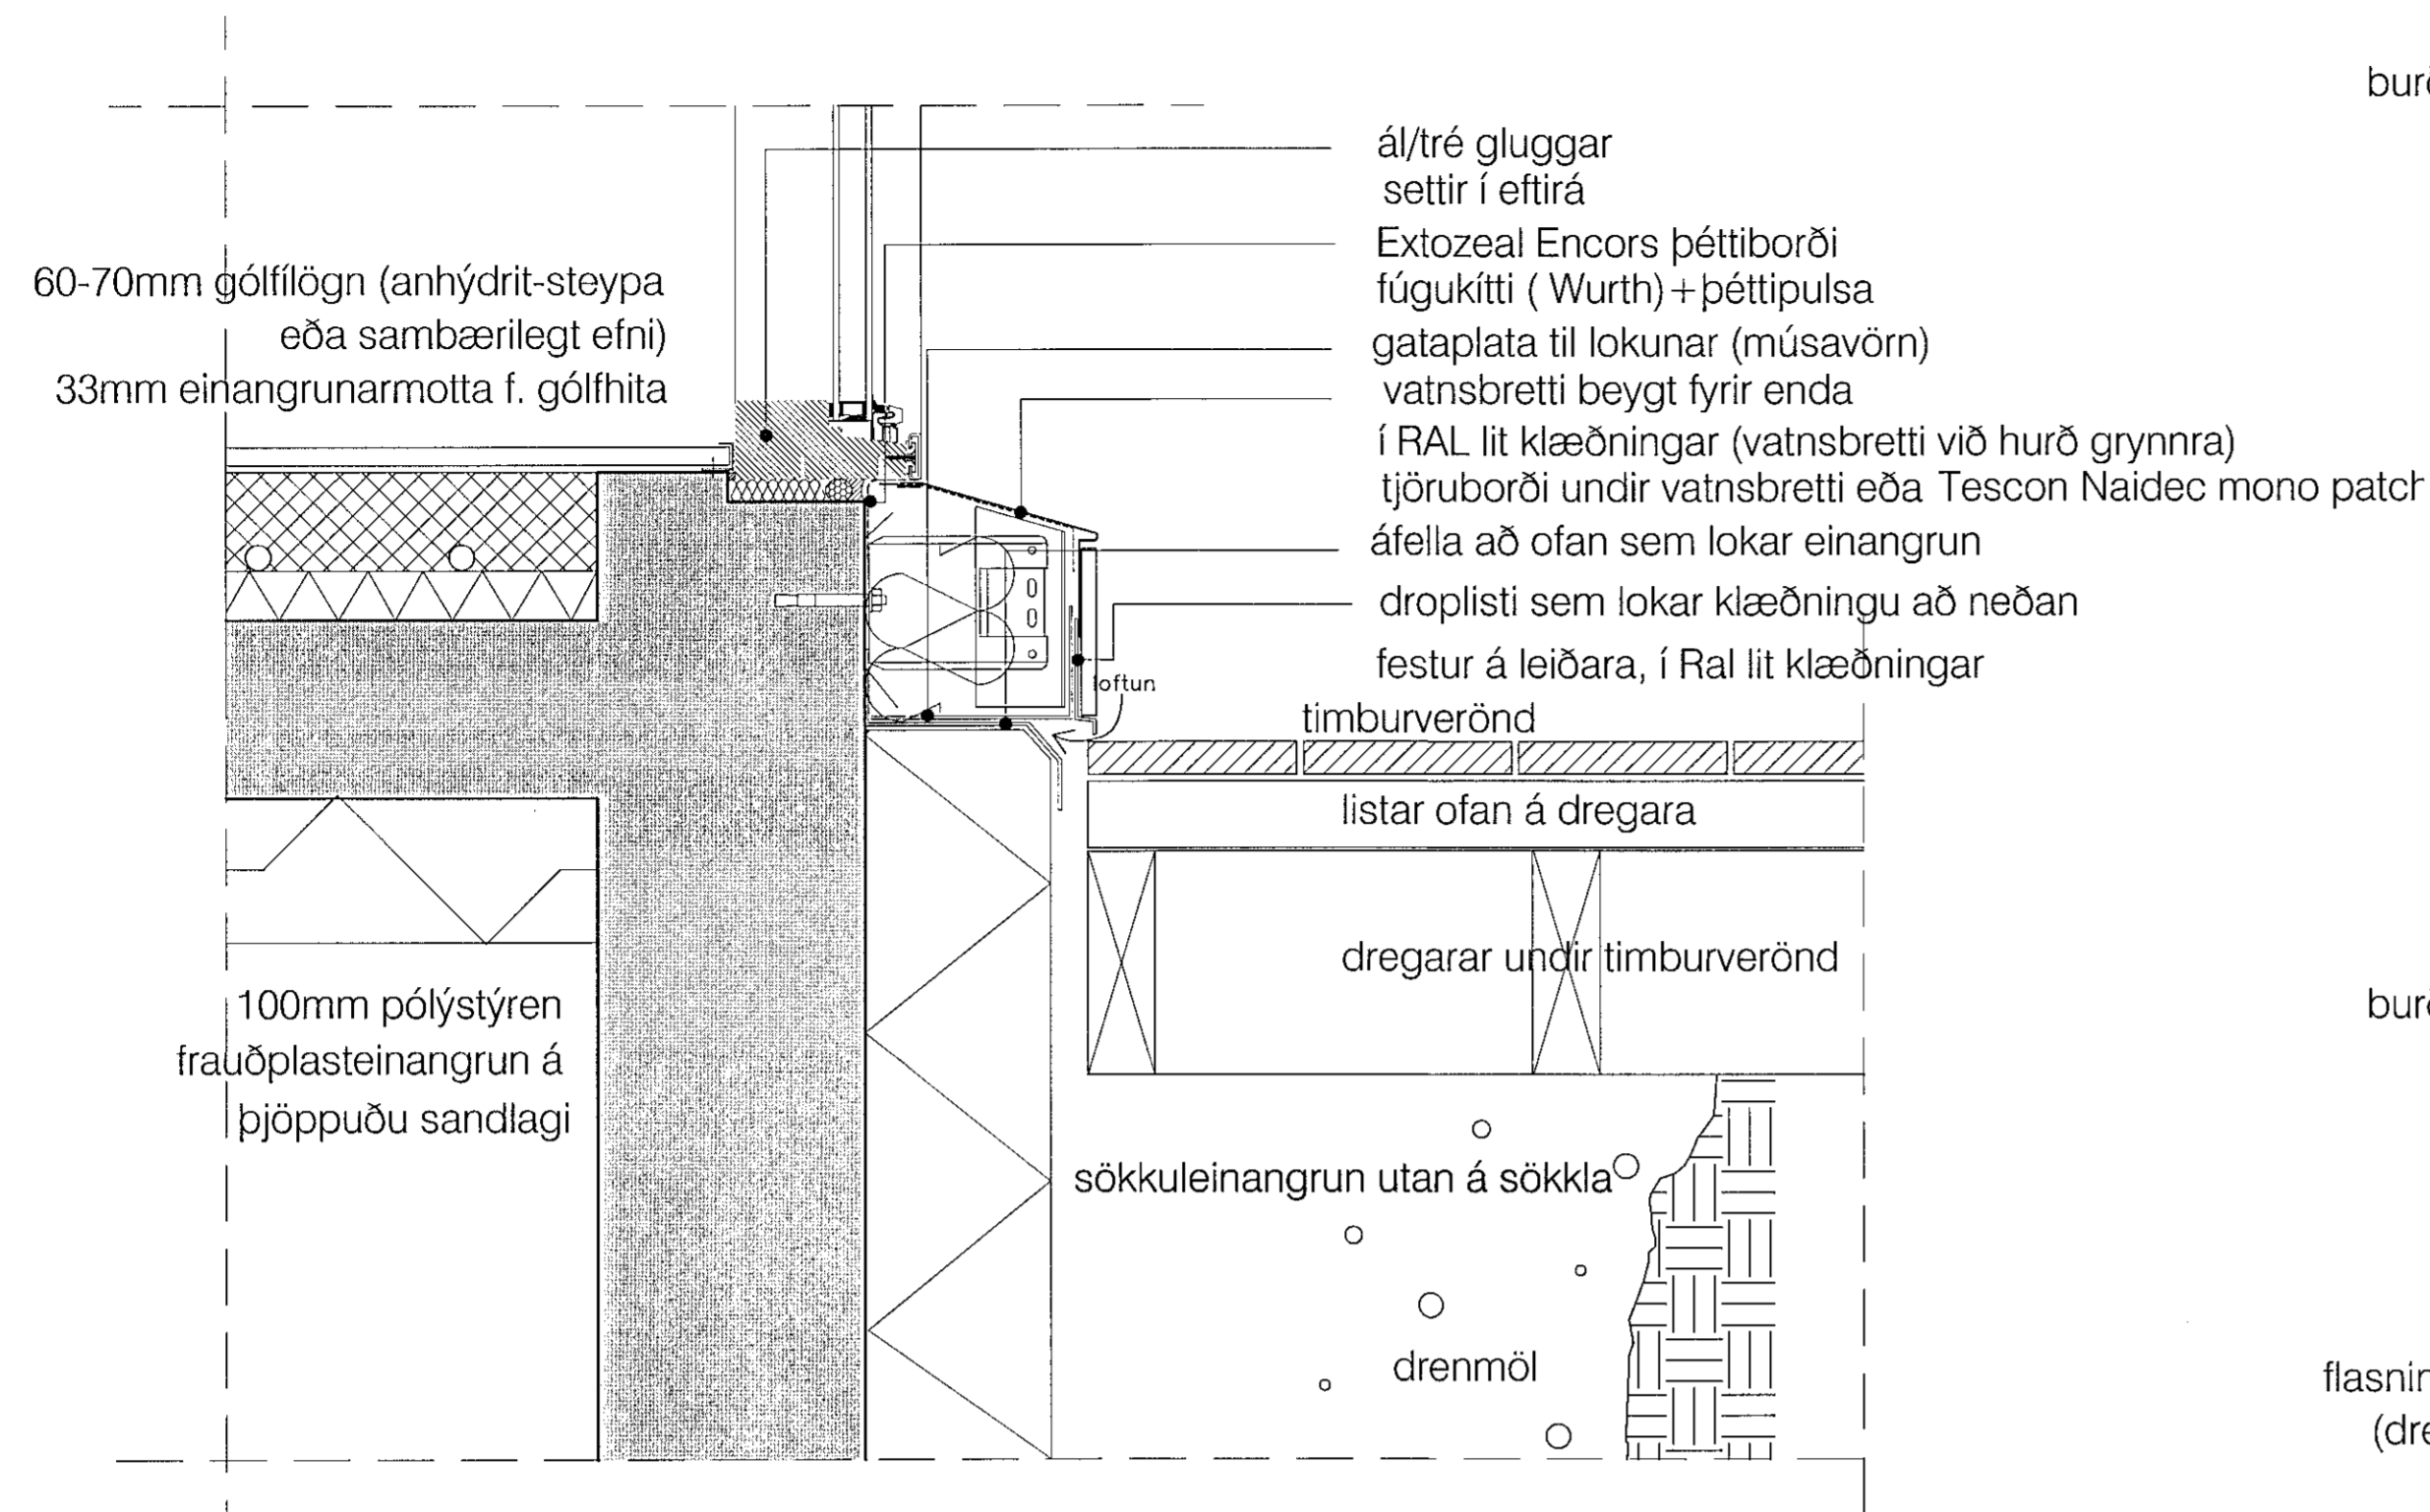 60-70mm gólfílögn (anhýdrit-steypa
eða sambærilegt efni)
33mm einangrunarmotta f. gólfhita
100mm pólýstýren
frauðplasteinangrun á
þjöppuðu sandlagi
ál/tré gluggar
settir í eftirá
Extozeal Encors þéttiborði
fúgukítti ( Wurth)+þéttipulsa
gataplata til lokunar (músavörn)
vatnsbretti beygt fyrir enda
í RAL lit klæðningar (vatnsbretti við hurð grynnra)
tjöruborði undir vatnsbretti eða Tescon Naidec mono patch
áfella að ofan sem lokar einangrun
droplisti sem lokar klæðningu að neðan
festur á leiðara, í Ral lit klæðningar
loftun
timburverönd
listar ofan á dregara
dregarar undir timburverönd
sökkuleinangrun utan á sökkla
drenmöl